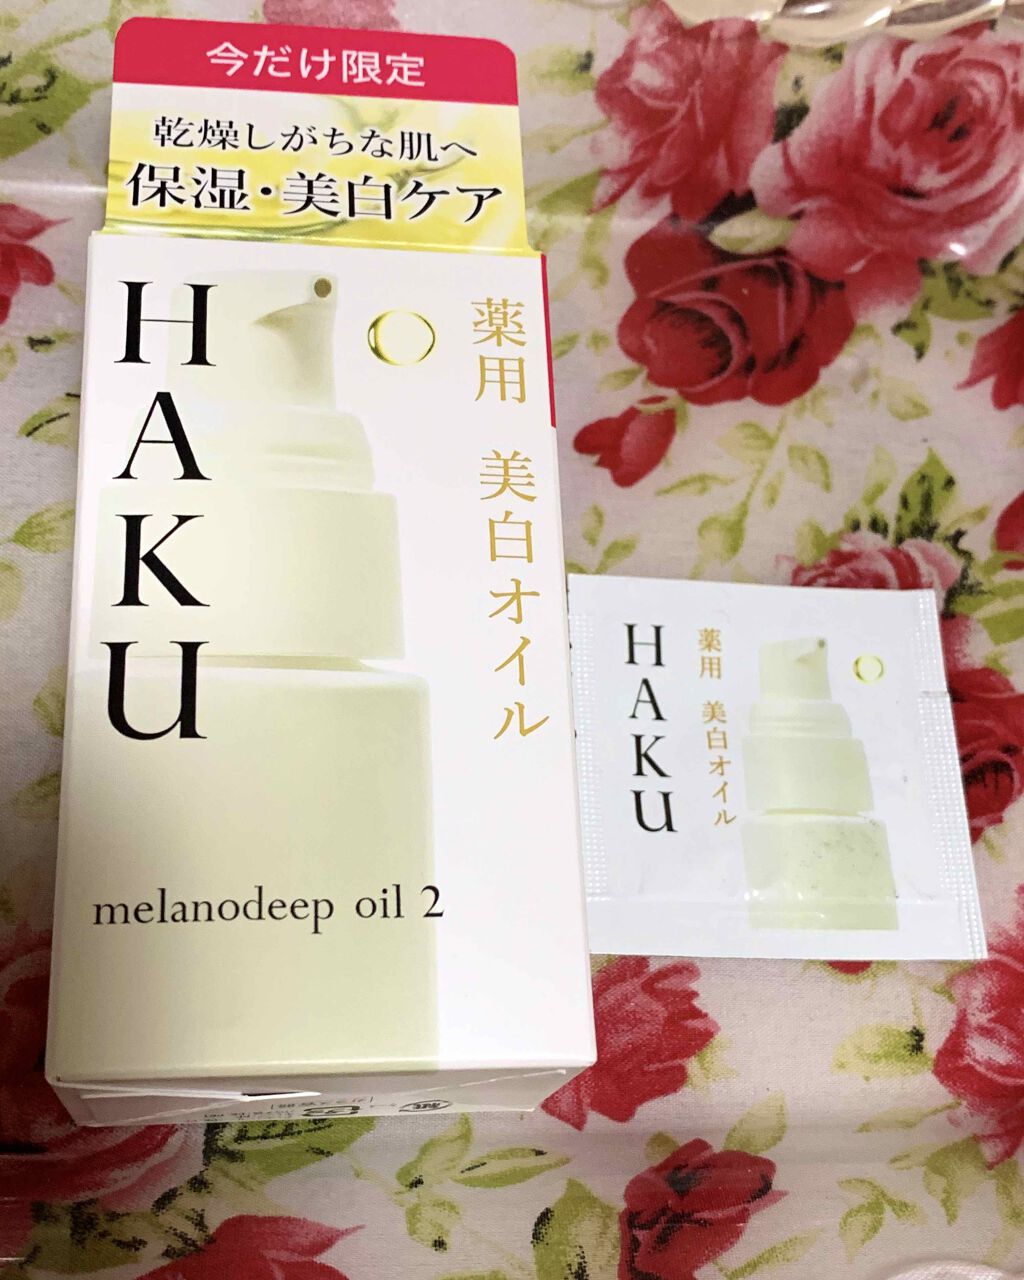 今だけ限定
乾燥しがちな肌へ
保湿・美白ケア
HAKU
薬用 美白オイル
melanodeep oil 2
HAKU
薬用 美白オイル